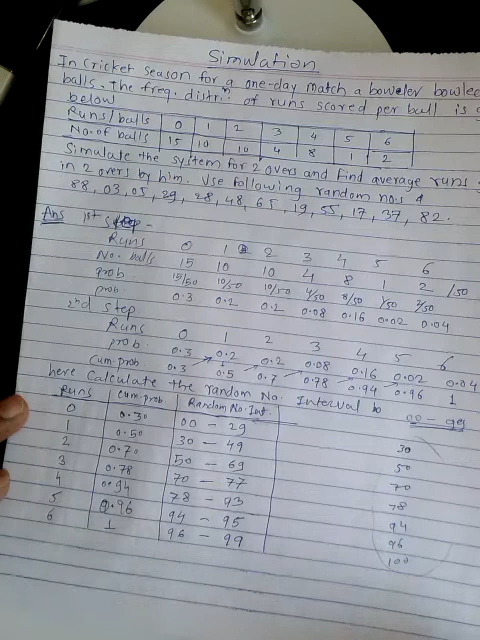 Simulation
In Cricket season for a one-day match a bowler bowled
balls. The freq. distriⁿ of runs scored per ball is
below
Runs/balls 0 1 2 3 4 5 6
No. of balls 15 10 10 4 8 1 2
Simulate the system for 2 overs and find average runs
in 2 overs by him. Use following random no.s
88, 03, 05, 29, 28, 48, 65, 19, 55, 17, 37, 82.
Ans 1st step -
Runs 0 1 2 3 4 5 6
No. balls 15 10 10 4 8 1 2 /50
prob. 15/50 10/50 10/50 4/50 8/50 1/50 2/50
prob. 0.3 0.2 0.2 0.08 0.16 0.02 0.04
2nd step
Runs 0 1 2 3 4 5 6
prob. 0.3 0.2 0.2 0.08 0.16 0.02 0.04
Cum.prob 0.3 0.5 0.7 0.78 0.94 0.96 1
here Calculate the random No. Interval to 00 - 99
Runs Cum.prob. Random No. Int.
0 0.30 00 - 29 30
1 0.50 30 - 49 50
2 0.70 50 - 69 70
3 0.78 70 - 77 78
4 0.94 78 - 93 94
5 0.96 94 - 95 96
6 1 96 - 99 100